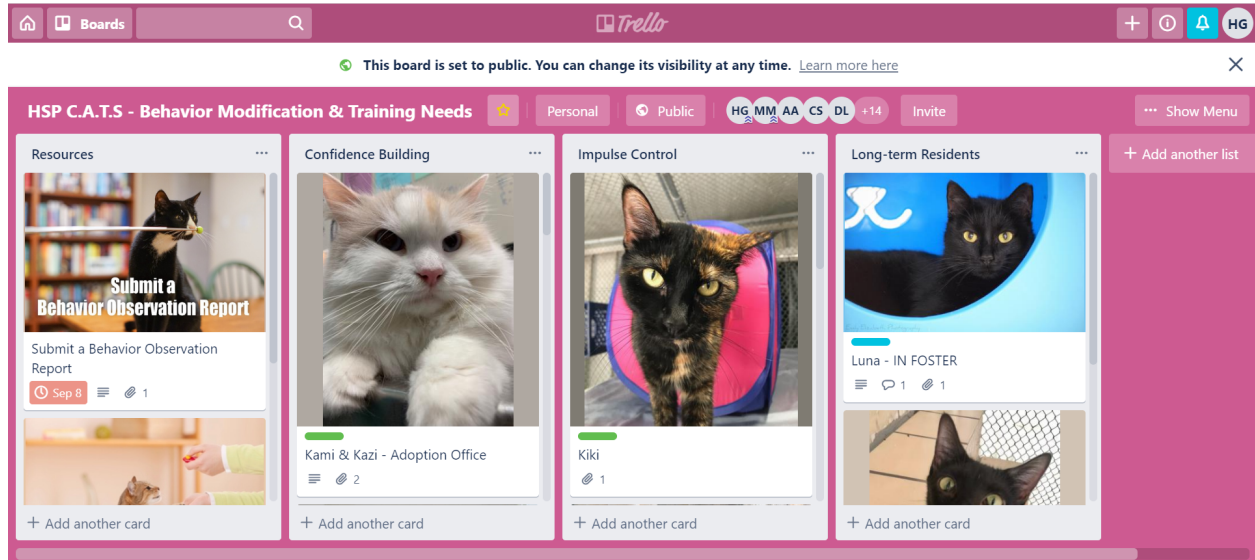 Boards
Trello
HG
This board is set to public. You can change its visibility at any time. Learn more here
HSP C.A.T.S - Behavior Modification & Training Needs
Personal
Public
HG MM AA CS DL +14
Invite
··· Show Menu
Resources
Submit a
Behavior Observation Report
Submit a Behavior Observation
Report
Sep 8
1
+ Add another card
Confidence Building
Kami & Kazi - Adoption Office
2
+ Add another card
Impulse Control
Kiki
1
+ Add another card
Long-term Residents
Luna - IN FOSTER
1 1
+ Add another card
+ Add another list